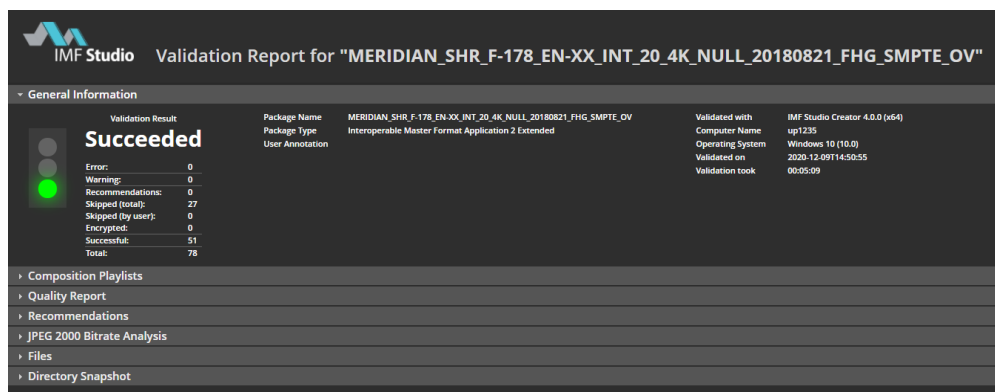 IMF Studio
Validation Report for "MERIDIAN_SHR_F-178_EN-XX_INT_20_4K_NULL_20180821_FHG_SMPTE_OV"
General Information
Validation Result
Succeeded
Error: 0
Warning: 0
Recommendations: 0
Skipped (total): 27
Skipped (by user): 0
Encrypted: 0
Successful: 51
Total: 78
Package Name MERIDIAN_SHR_F-178_EN-XX_INT_20_4K_NULL_20180821_FHG_SMPTE_OV
Package Type Interoperable Master Format Application 2 Extended
User Annotation
Validated with IMF Studio Creator 4.0.0 (x64)
Computer Name up1235
Operating System Windows 10 (10.0)
Validated on 2020-12-09T14:50:55
Validation took 00:05:09
Composition Playlists
Quality Report
Recommendations
JPEG 2000 Bitrate Analysis
Files
Directory Snapshot